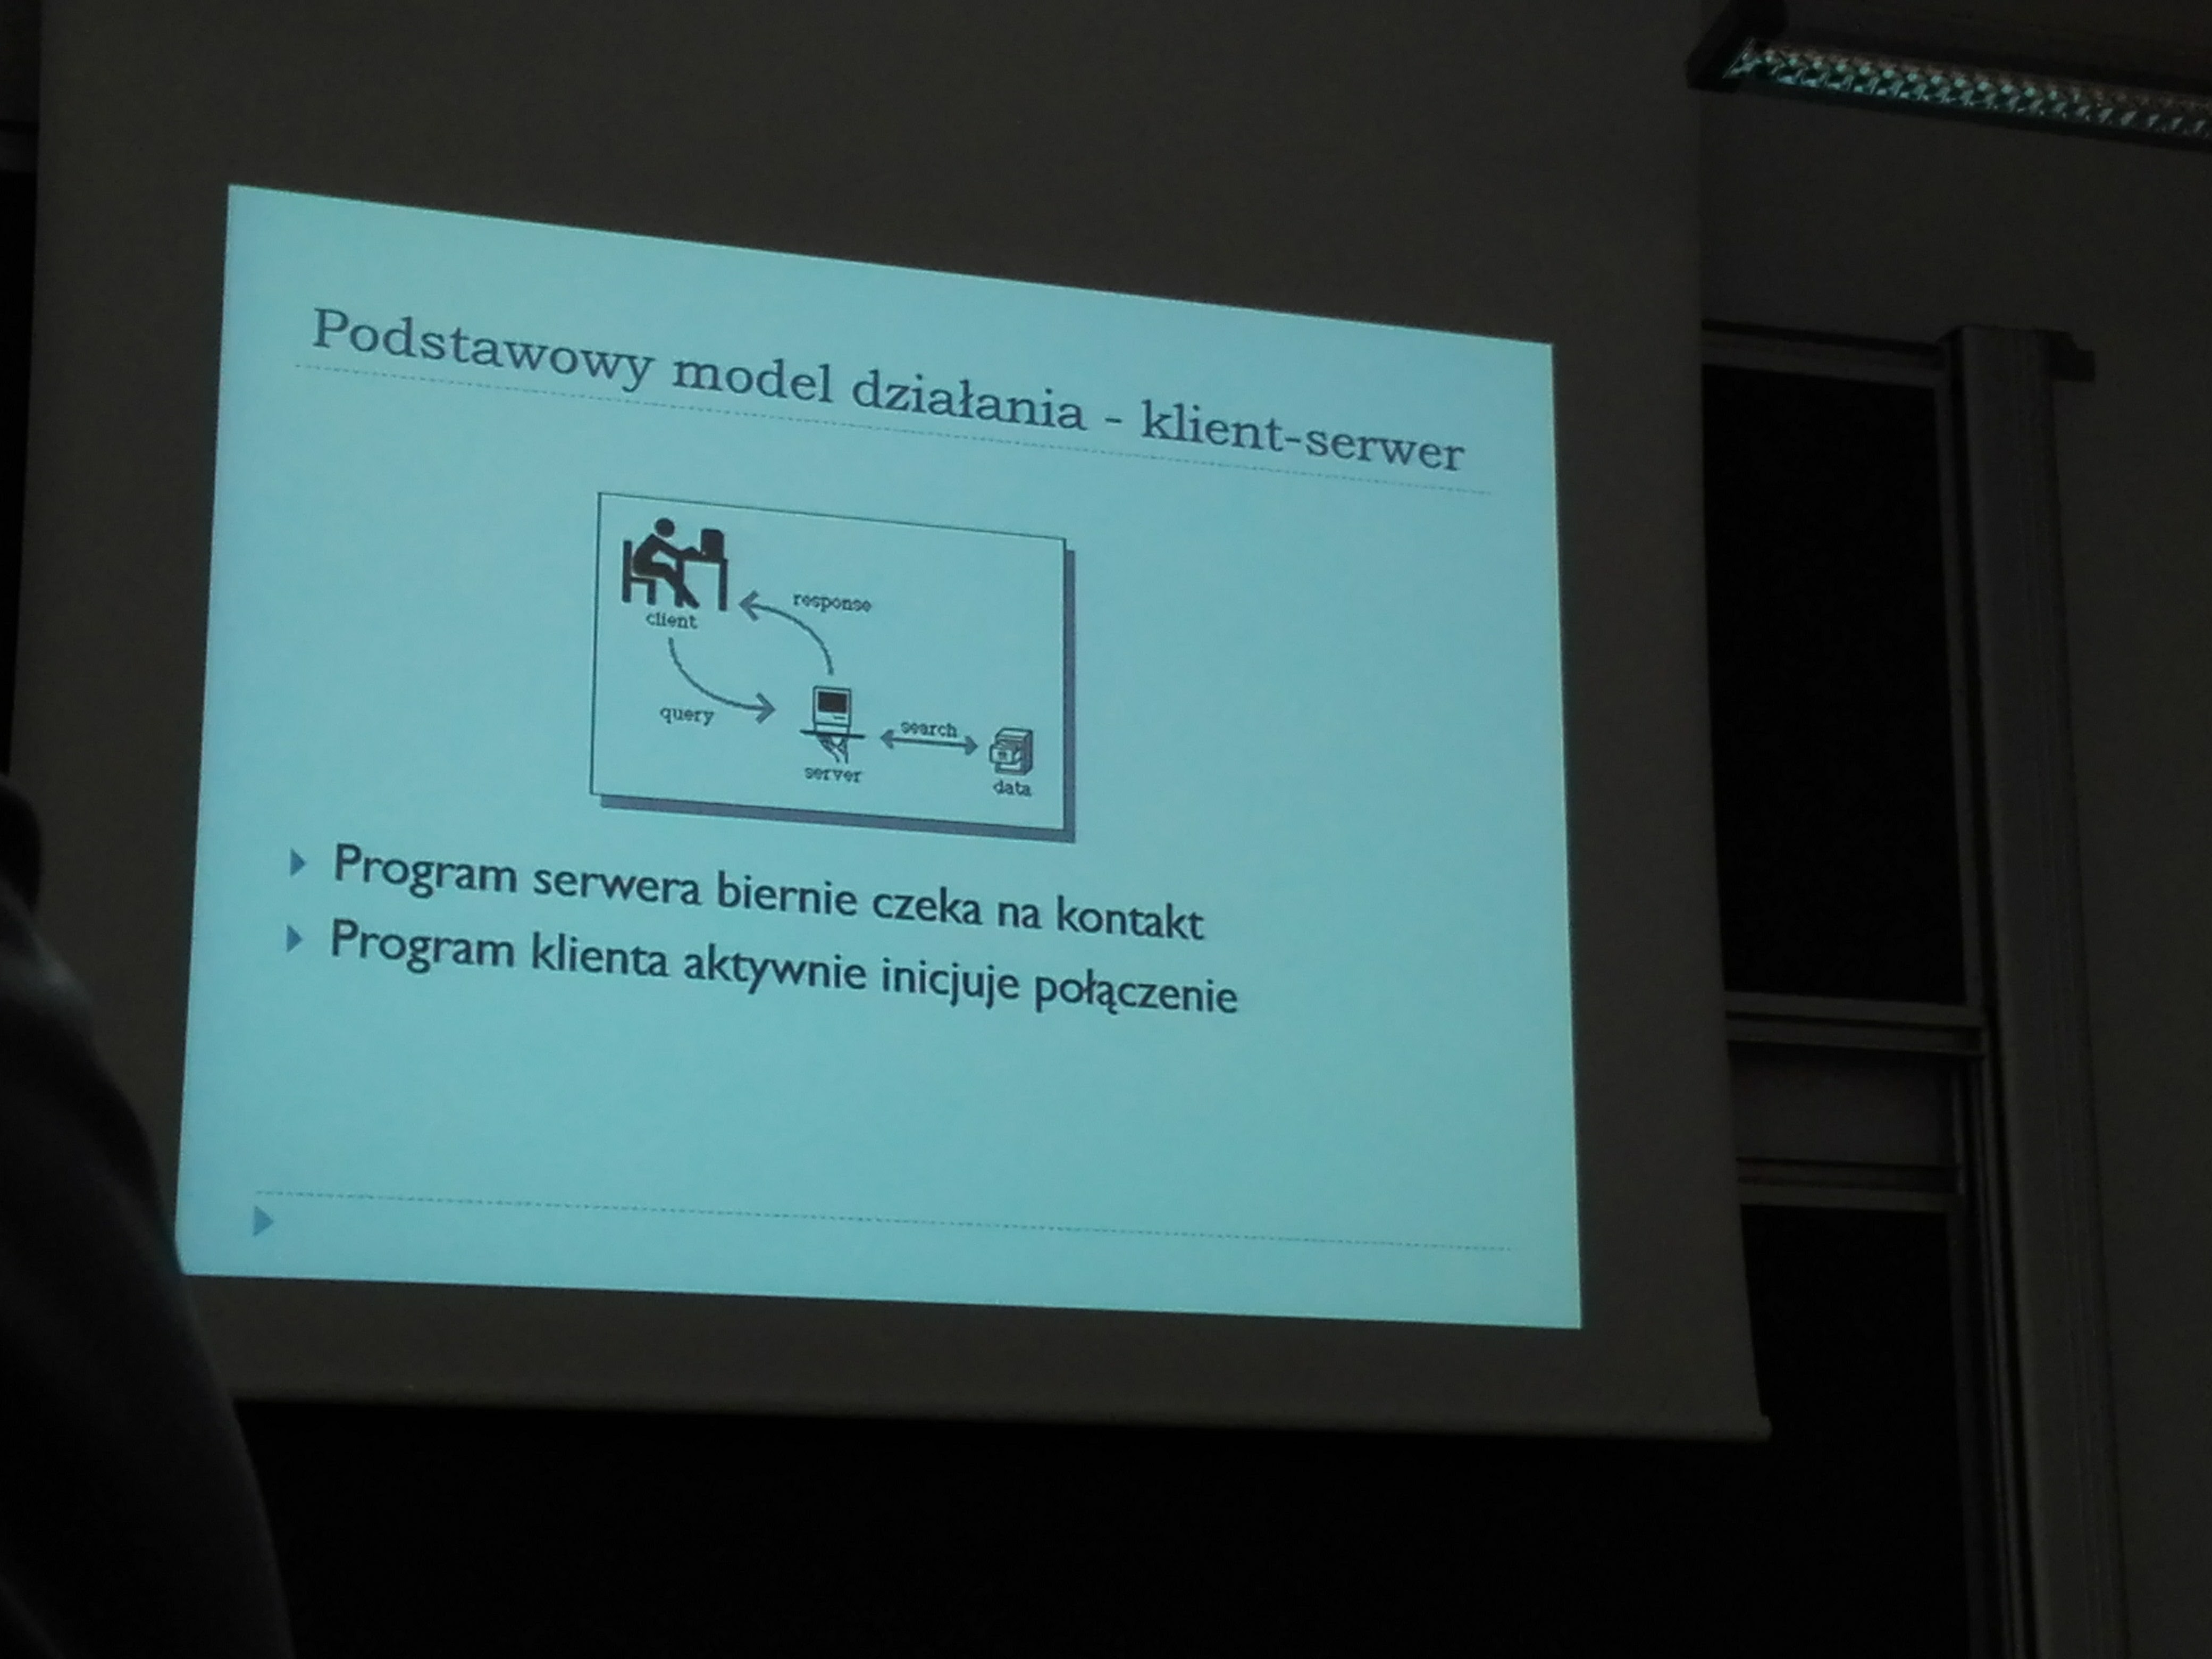 Podstawowy model działania - klient-serwer
response
client
query
search
server
data
Program serwera biernie czeka na kontakt
Program klienta aktywnie inicjuje połączenie